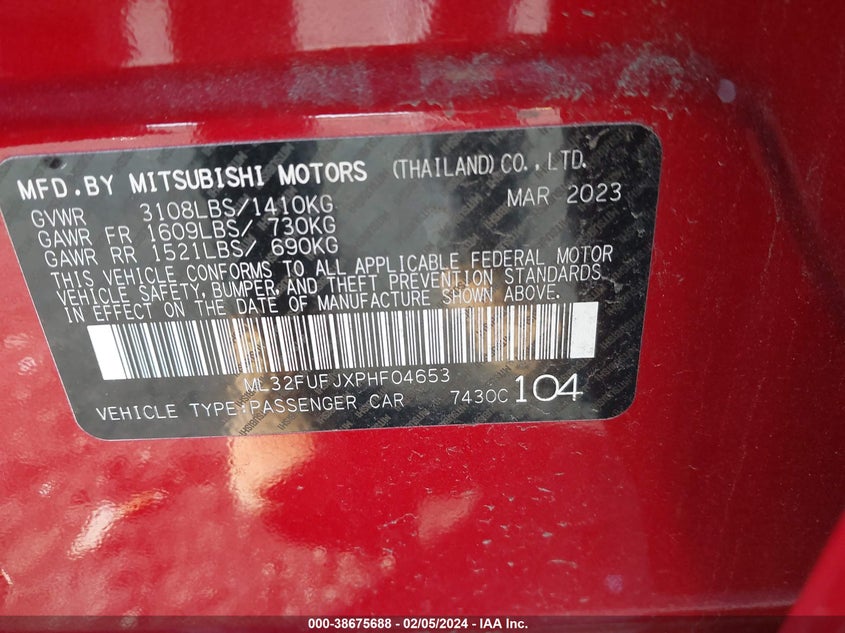 MFD.BY MITSUBISHI MOTORS (THAILAND) CO.,LTD.
GVWR 3108LBS/1410KG MAR 2023
GAWR FR 1609LBS/ 730KG
GAWR RR 1521LBS/ 690KG
THIS VEHICLE CONFORMS TO ALL APPLICABLE FEDERAL MOTOR
VEHICLE SAFETY, BUMPER, AND THEFT PREVENTION STANDARDS
IN EFFECT ON THE DATE OF MANUFACTURE SHOWN ABOVE.
ML32FUFJXPHF04653
VEHICLE TYPE:PASSENGER CAR 7430C 104
000-38675688 - 02/05/2024 - IAA Inc.